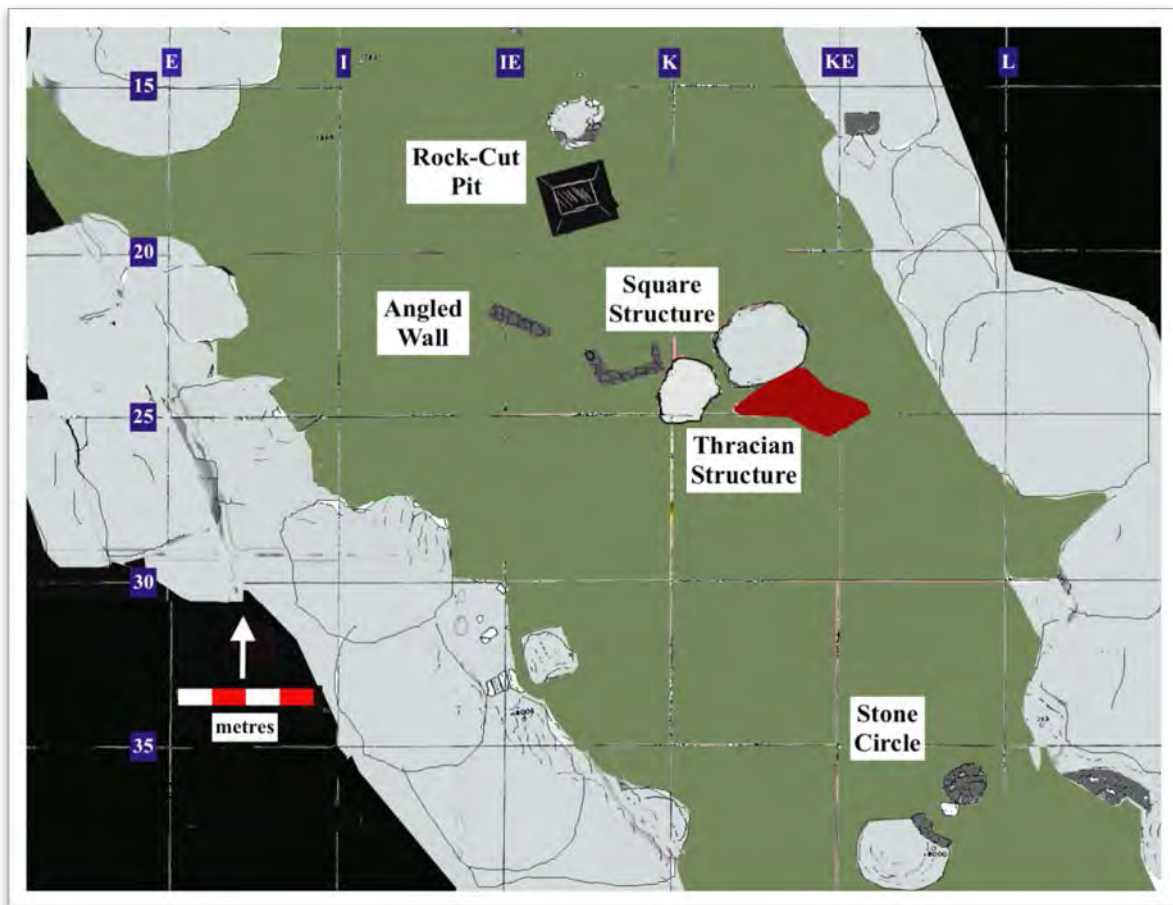 E
I
IE
K
KE
L
15
Rock-Cut
Pit
20
Square
Structure
Angled
Wall
25
Thracian
Structure
30
metres
Stone
Circle
35